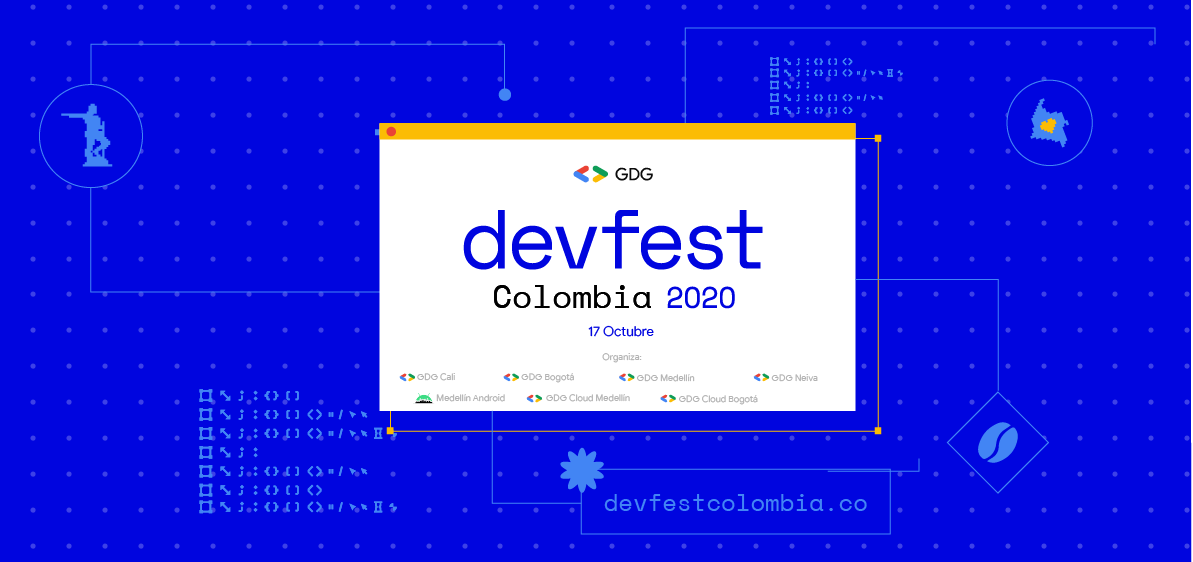 GDG
devfest
Colombia 2020
17 Octubre
Organiza:
GDG Cali GDG Bogotá GDG Medellín GDG Neiva
Medellín Android GDG Cloud Medellín GDG Cloud Bogotá
devfestcolombia.co